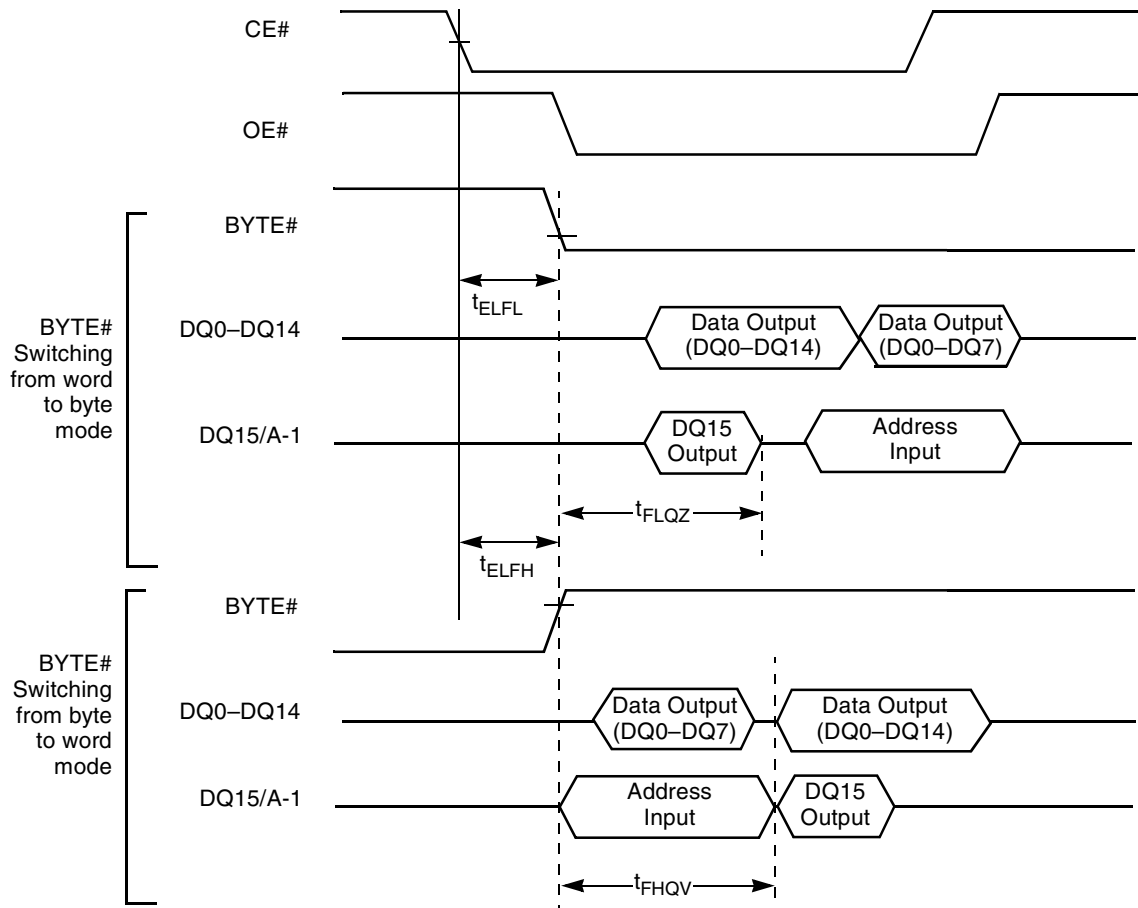 CE#
OE#
BYTE#
Switching
from word
to byte
mode
BYTE#
tELFL
DQ0–DQ14
Data Output
(DQ0–DQ14)
Data Output
(DQ0–DQ7)
DQ15/A-1
DQ15
Output
Address
Input
tFLQZ
tELFH
BYTE#
Switching
from byte
to word
mode
BYTE#
DQ0–DQ14
Data Output
(DQ0–DQ7)
Data Output
(DQ0–DQ14)
DQ15/A-1
Address
Input
DQ15
Output
tFHQV